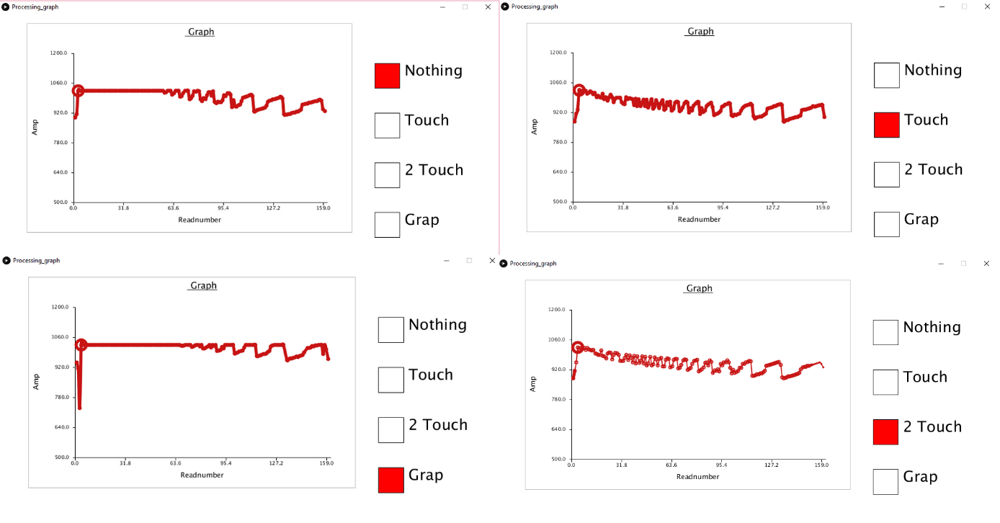 Processing_graph
Graph
1200.0
1060.0
920.0
780.0
640.0
500.0
Amp
0.0 31.8 63.6 95.4 127.2 159.0
Readnumber
Nothing
Touch
2 Touch
Grap
Processing_graph
Graph
1200.0
1060.0
920.0
780.0
640.0
500.0
Amp
0.0 31.8 63.6 95.4 127.2 159.0
Readnumber
Nothing
Touch
2 Touch
Grap
Processing_graph
Graph
1200.0
1060.0
920.0
780.0
640.0
500.0
Amp
0.0 31.8 63.6 95.4 127.2 159.0
Readnumber
Nothing
Touch
2 Touch
Grap
Processing_graph
Graph
1200.0
1060.0
920.0
780.0
640.0
500.0
Amp
0.0 31.8 63.6 95.4 127.2 159.0
Readnumber
Nothing
Touch
2 Touch
Grap